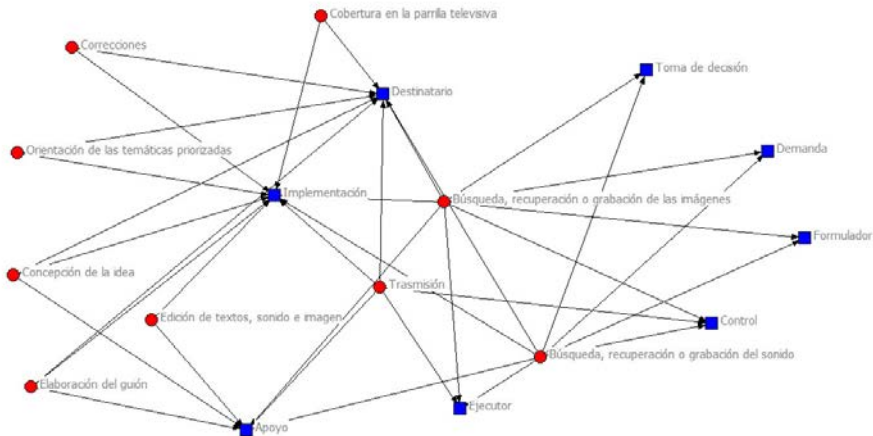 Cobertura en la parrilla televisiva
Correcciones
Toma de decisión
Destinatario
Orientación de las temáticas priorizadas
Demanda
Implementación
Búsqueda, recuperación o grabación de las imágenes
Formulador
Concepción de la idea
Trasmisión
Edición de textos, sonido e imagen
Control
Búsqueda, recuperación o grabación del sonido
Elaboración del guión
Ejecutor
Apoyo